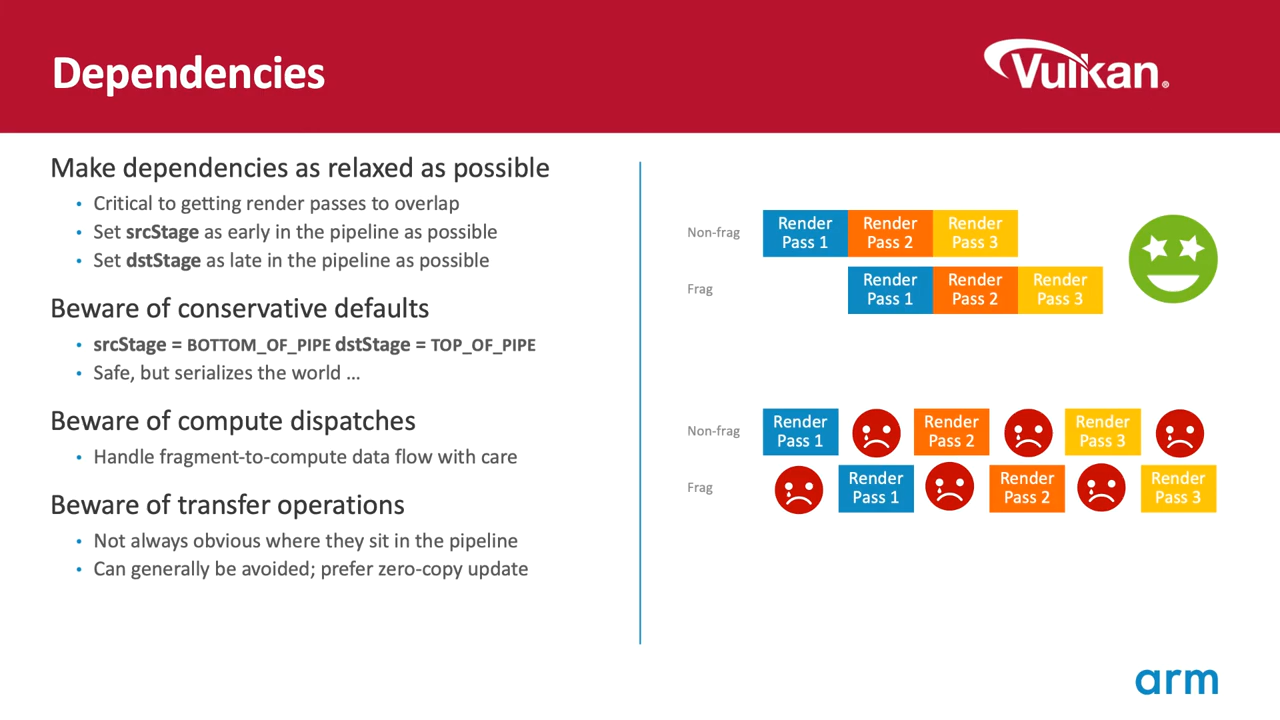 Dependencies
Vulkan®
Make dependencies as relaxed as possible
• Critical to getting render passes to overlap
• Set srcStage as early in the pipeline as possible
• Set dstStage as late in the pipeline as possible
Beware of conservative defaults
• srcStage = BOTTOM_OF_PIPE dstStage = TOP_OF_PIPE
• Safe, but serializes the world ...
Beware of compute dispatches
• Handle fragment-to-compute data flow with care
Beware of transfer operations
• Not always obvious where they sit in the pipeline
• Can generally be avoided; prefer zero-copy update
Non-frag
Render Pass 1
Render Pass 2
Render Pass 3
Frag
Render Pass 1
Render Pass 2
Render Pass 3
Non-frag
Render Pass 1
Render Pass 2
Render Pass 3
Frag
Render Pass 1
Render Pass 2
Render Pass 3
arm